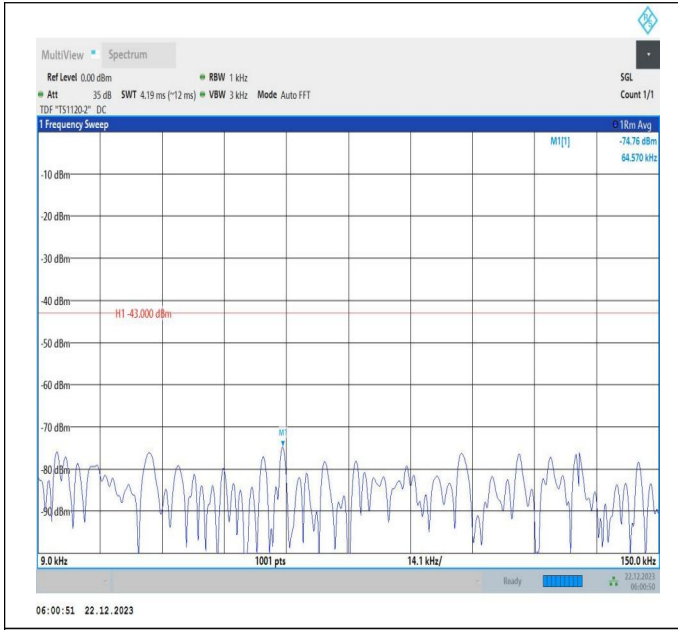 R S
MultiView Spectrum
Ref Level 0.00 dBm RBW 1 kHz SGL
Att 35 dB SWT 4.19 ms (~12 ms) VBW 3 kHz Mode Auto FFT Count 1/1
TDF "TS1120-2" DC
1 Frequency Sweep 1Rm Avg
M1[1] -74.76 dBm
64.570 kHz
-10 dBm
-20 dBm
-30 dBm
-40 dBm
H1 -43.000 dBm
-50 dBm
-60 dBm
-70 dBm
M1
-80 dBm
-90 dBm
9.0 kHz 1001 pts 14.1 kHz/ 150.0 kHz
Ready 22.12.2023
06:00:50
06:00:51 22.12.2023